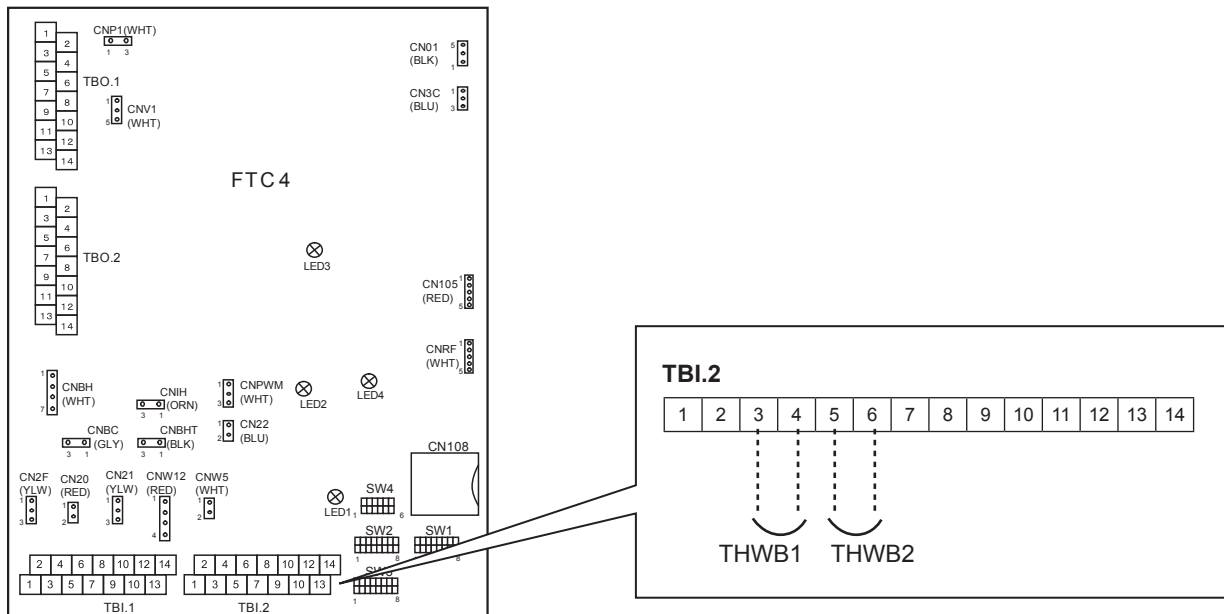 CNP1(WHT)
1 3
1
2
3
4
5
6
7
8
9
10
11
12
13
14
TBO.1
CNV1
(WHT)
1
5
CN01
(BLK)
5
1
CN3C
(BLU)
1
3
FTC4
1
2
3
4
5
6
7
8
9
10
11
12
13
14
TBO.2
LED3
CN105
(RED)
1
5
CNRF
(WHT)
1
5
CNBH
(WHT)
1
7
CNIH
(ORN)
3 1
CNPWM
(WHT)
1
3
LED2
LED4
CNBC
(GLY)
3 1
CNBHT
(BLK)
3 1
CN22
(BLU)
1
2
CN108
CN2F
(YLW)
1
3
CN20
(RED)
1
2
CN21
(YLW)
1
3
CNW12
(RED)
1
4
CNW5
(WHT)
1
2
LED1
SW4
1 6
SW2
1 8
SW1
8
1 8
2 4 6 8 10 12 14
1 3 5 7 9 10 13
TBI.1
2 4 6 8 10 12 14
1 3 5 7 9 10 13
TBI.2
TBI.2
1 2 3 4 5 6 7 8 9 10 11 12 13 14
THWB1 THWB2